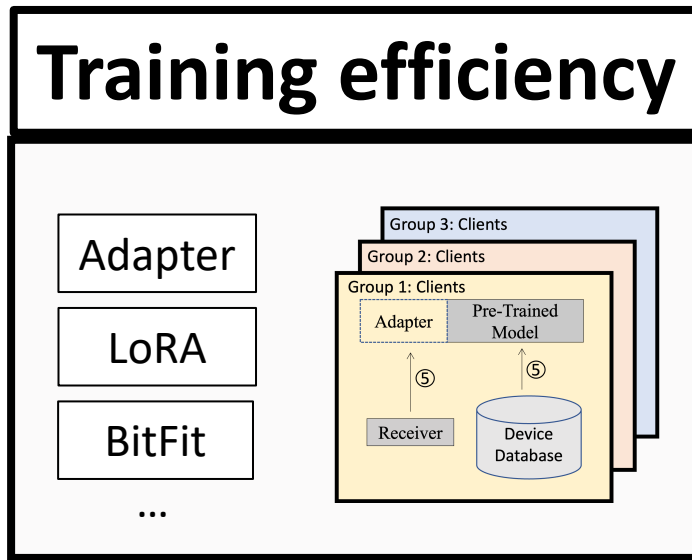 Training efficiency
Adapter
LoRA
BitFit
...
Group 3: Clients
Group 2: Clients
Group 1: Clients
Adapter
Pre-Trained
Model
⑤
⑤
Receiver
Device
Database